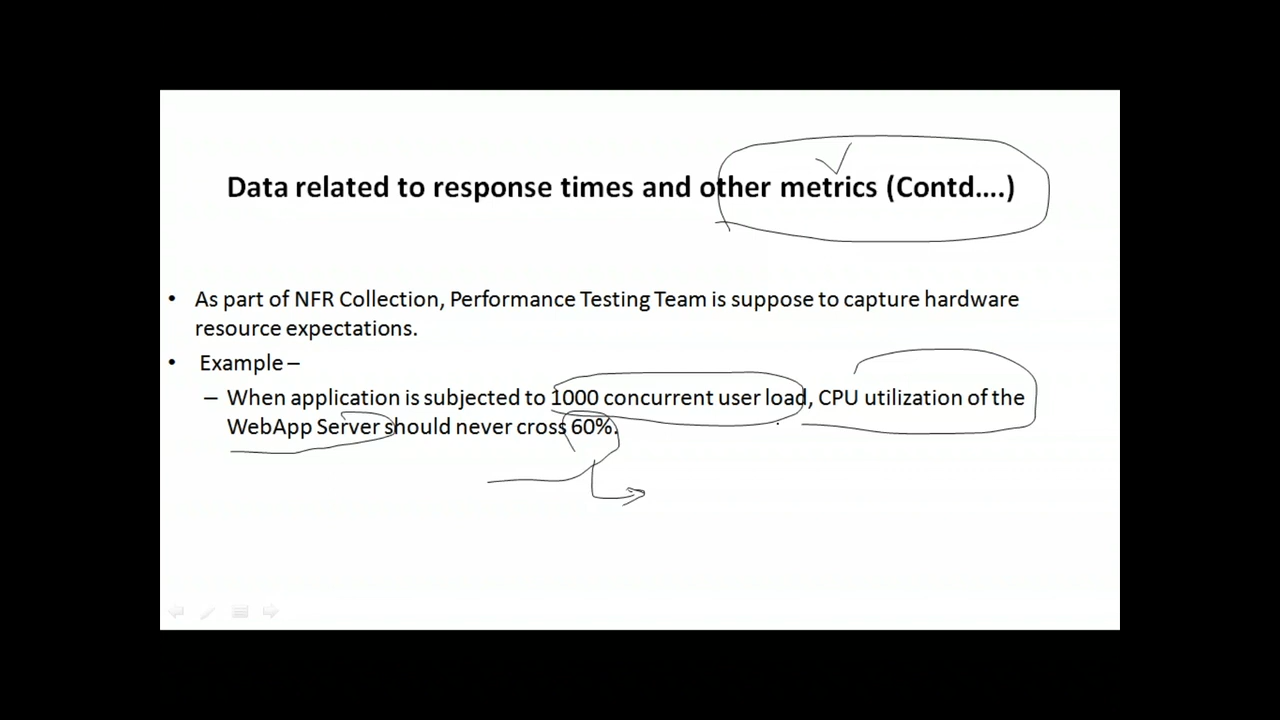 Data related to response times and other metrics (Contd....)
• As part of NFR Collection, Performance Testing Team is suppose to capture hardware
resource expectations.
• Example –
– When application is subjected to 1000 concurrent user load, CPU utilization of the
WebApp Server should never cross 60%.